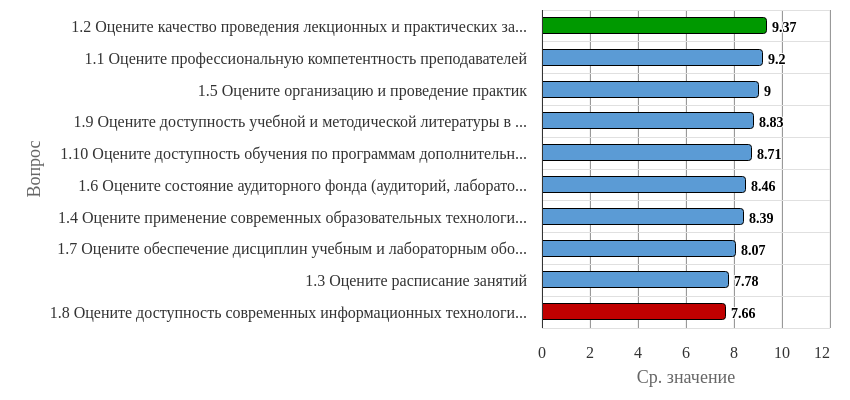 1.2 Оцените качество проведения лекционных и практических за... 9.37
1.1 Оцените профессиональную компетентность преподавателей 9.2
1.5 Оцените организацию и проведение практик 9
1.9 Оцените доступность учебной и методической литературы в ... 8.83
1.10 Оцените доступность обучения по программам дополнительн... 8.71
1.6 Оцените состояние аудиторного фонда (аудиторий, лаборато... 8.46
1.4 Оцените применение современных образовательных технологи... 8.39
1.7 Оцените обеспечение дисциплин учебным и лабораторным обо... 8.07
1.3 Оцените расписание занятий 7.78
1.8 Оцените доступность современных информационных технологи... 7.66
Вопрос
0 2 4 6 8 10 12
Ср. значение